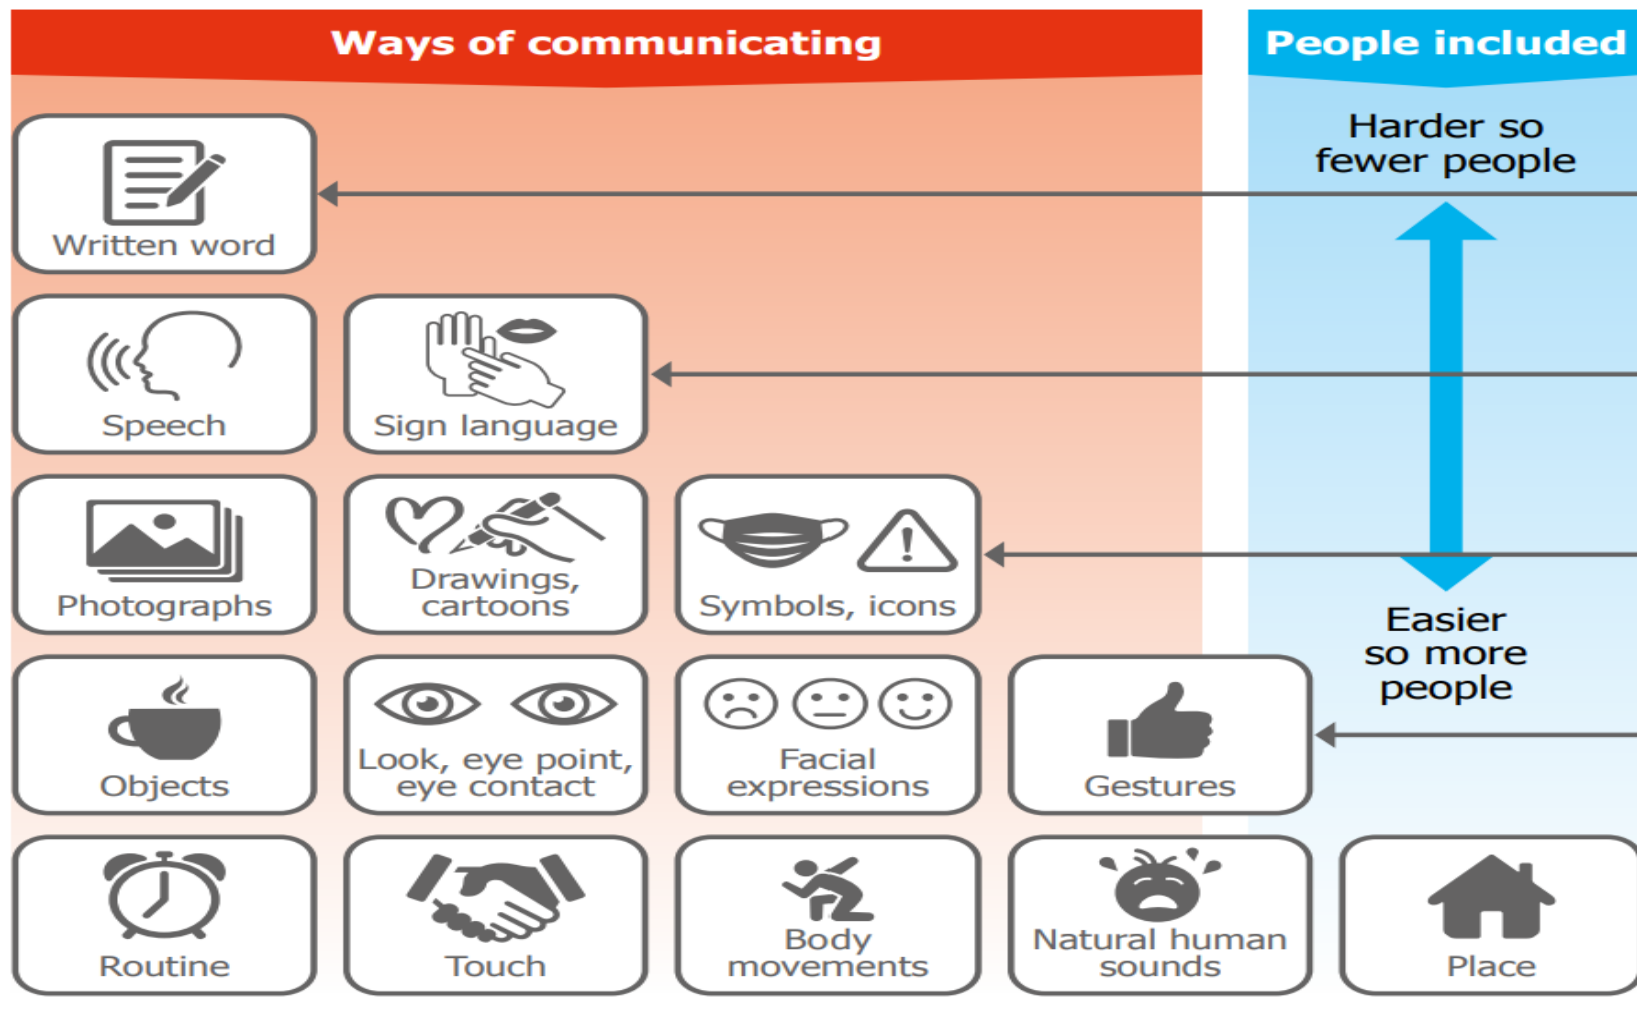 Ways of communicating
People included
Harder so
fewer people
Written word
Speech
Sign language
Photographs
Drawings,
cartoons
Symbols, icons
Easier
so more
people
Objects
Look, eye point,
eye contact
Facial
expressions
Gestures
Routine
Touch
Body
movements
Natural human
sounds
Place